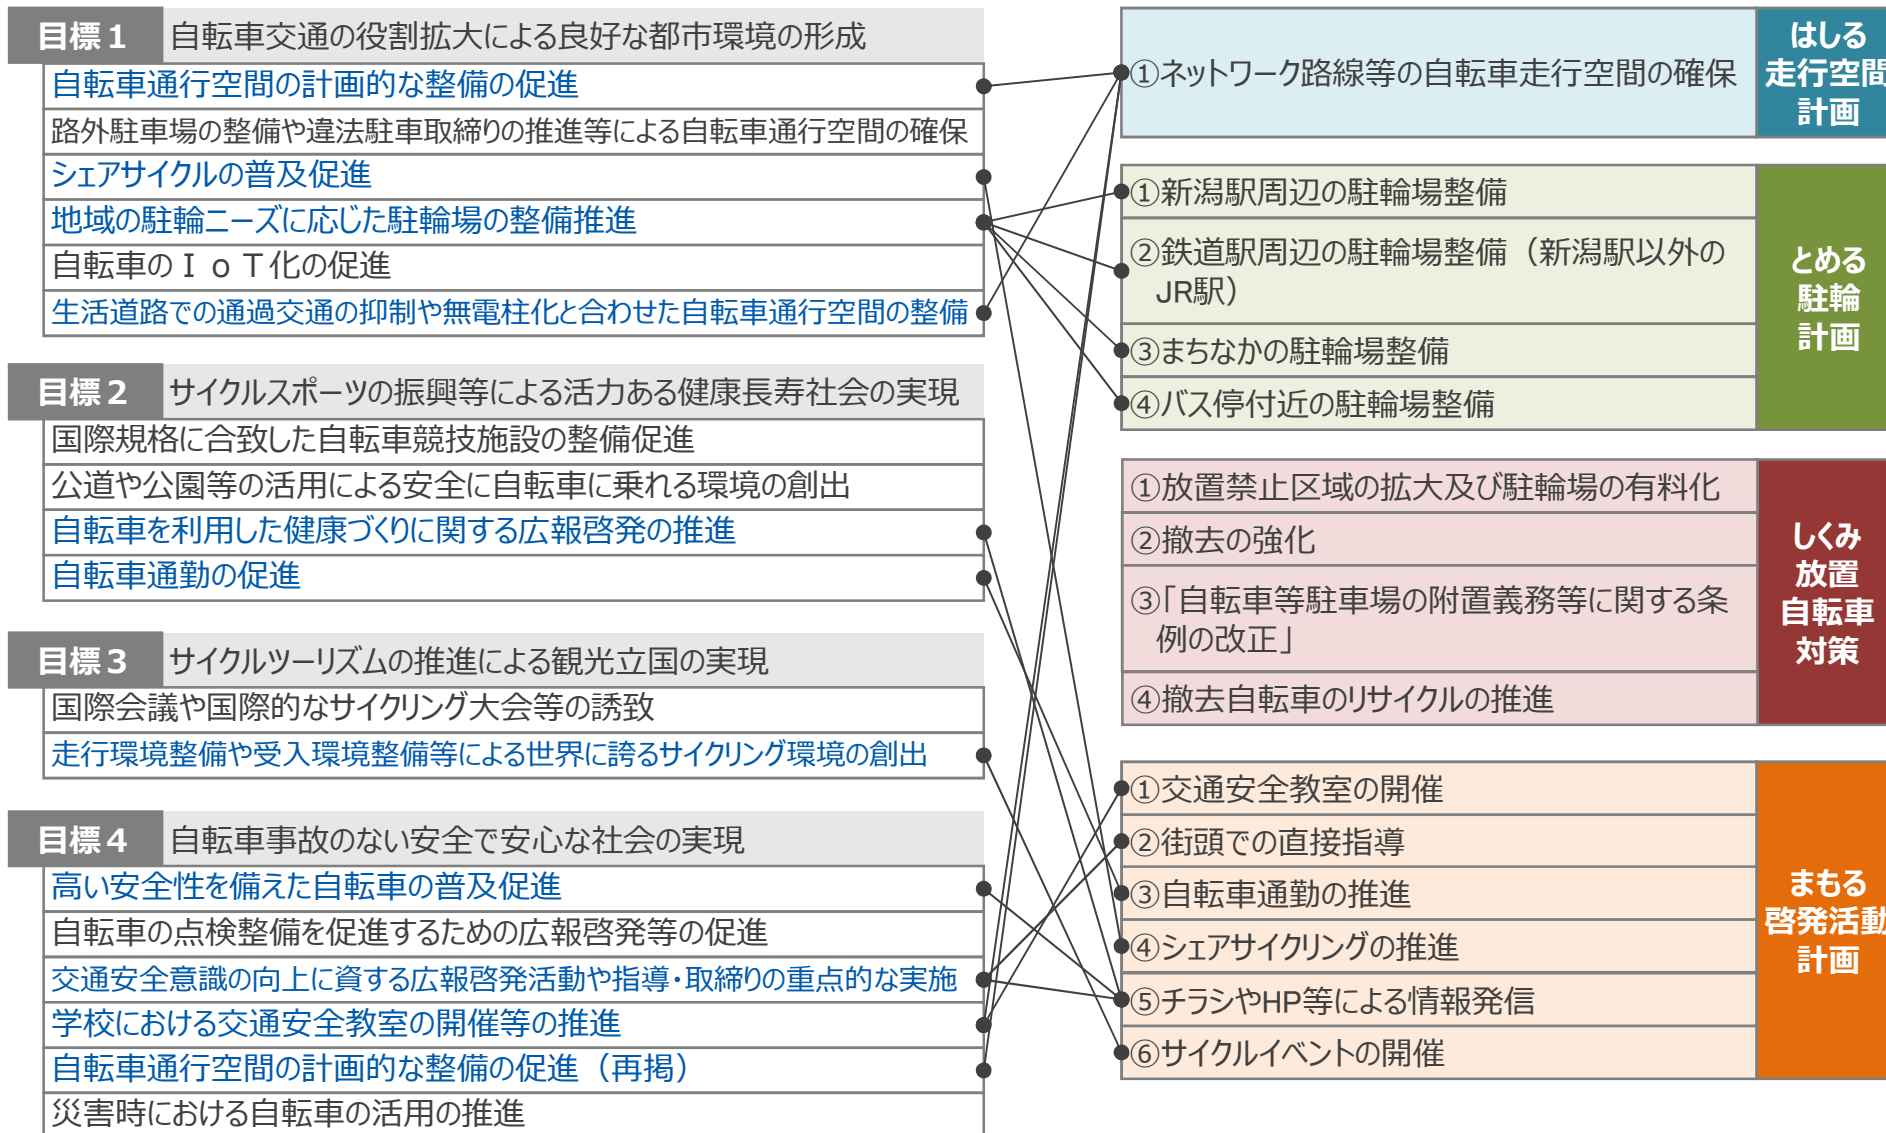 目標１ 自転車交通の役割拡大による良好な都市環境の形成
自転車通行空間の計画的な整備の促進
路外駐車場の整備や違法駐車取締りの推進等による自転車通行空間の確保
シェアサイクルの普及促進
地域の駐輪ニーズに応じた駐輪場の整備推進
自転車のＩｏＴ化の促進
生活道路での通過交通の抑制や無電柱化と合わせた自転車通行空間の整備
目標２ サイクルスポーツの振興等による活力ある健康長寿社会の実現
国際規格に合致した自転車競技施設の整備促進
公道や公園等の活用による安全に自転車に乗れる環境の創出
自転車を利用した健康づくりに関する広報啓発の推進
自転車通勤の促進
目標３ サイクルツーリズムの推進による観光立国の実現
国際会議や国際的なサイクリング大会等の誘致
走行環境整備や受入環境整備等による世界に誇るサイクリング環境の創出
目標４ 自転車事故のない安全で安心な社会の実現
高い安全性を備えた自転車の普及促進
自転車の点検整備を促進するための広報啓発等の促進
交通安全意識の向上に資する広報啓発活動や指導・取締りの重点的な実施
学校における交通安全教室の開催等の推進
自転車通行空間の計画的な整備の促進（再掲）
災害時における自転車の活用の推進
①ネットワーク路線等の自転車走行空間の確保
はしる
走行空間
計画
①新潟駅周辺の駐輪場整備
②鉄道駅周辺の駐輪場整備（新潟駅以外の
JR駅）
③まちなかの駐輪場整備
④バス停付近の駐輪場整備
とめる
駐輪
計画
①放置禁止区域の拡大及び駐輪場の有料化
②撤去の強化
③「自転車等駐車場の附置義務等に関する条
例の改正」
④撤去自転車のリサイクルの推進
しくみ
放置
自転車
対策
①交通安全教室の開催
②街頭での直接指導
③自転車通勤の推進
④シェアサイクリングの推進
⑤チラシやHP等による情報発信
⑥サイクルイベントの開催
まもる
啓発活動
計画